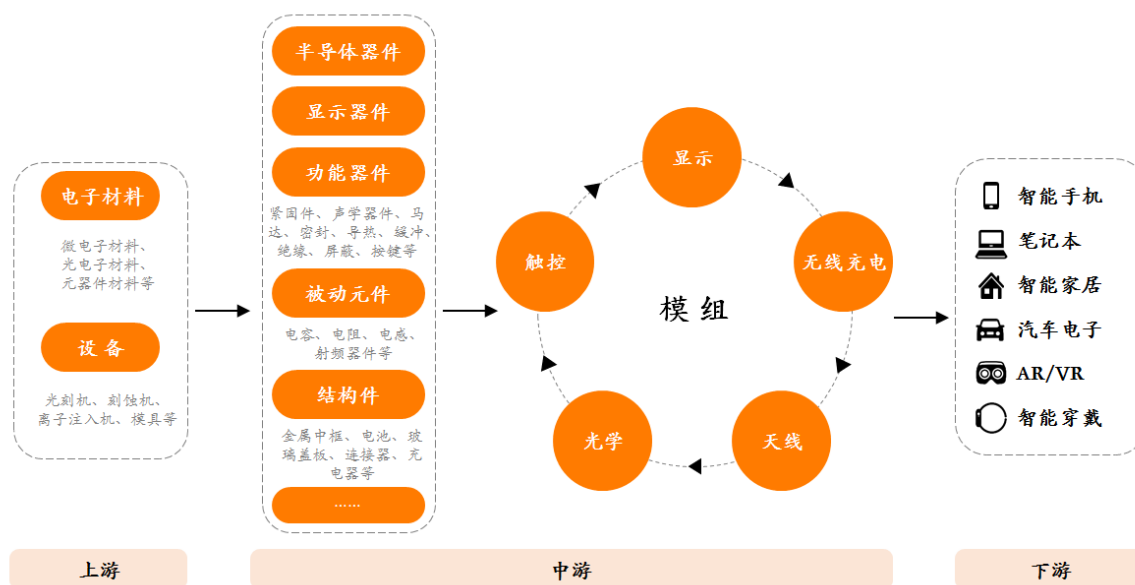 电子材料
微电子材料、
光电子材料、
元器件材料等
设备
光刻机、刻蚀机、
离子注入机、模具等
半导体器件
显示器件
功能器件
紧固件、声学器件、马
达、密封、导热、缓冲、
绝缘、屏蔽、按键等
被动元件
电容、电阻、电感、
射频器件等
结构件
金属中框、电池、玻
璃盖板、连接器、充
电器等
……
显示
无线充电
天线
光学
触控
模组
智能手机
笔记本
智能家居
汽车电子
AR/VR
智能穿戴
上游
中游
下游